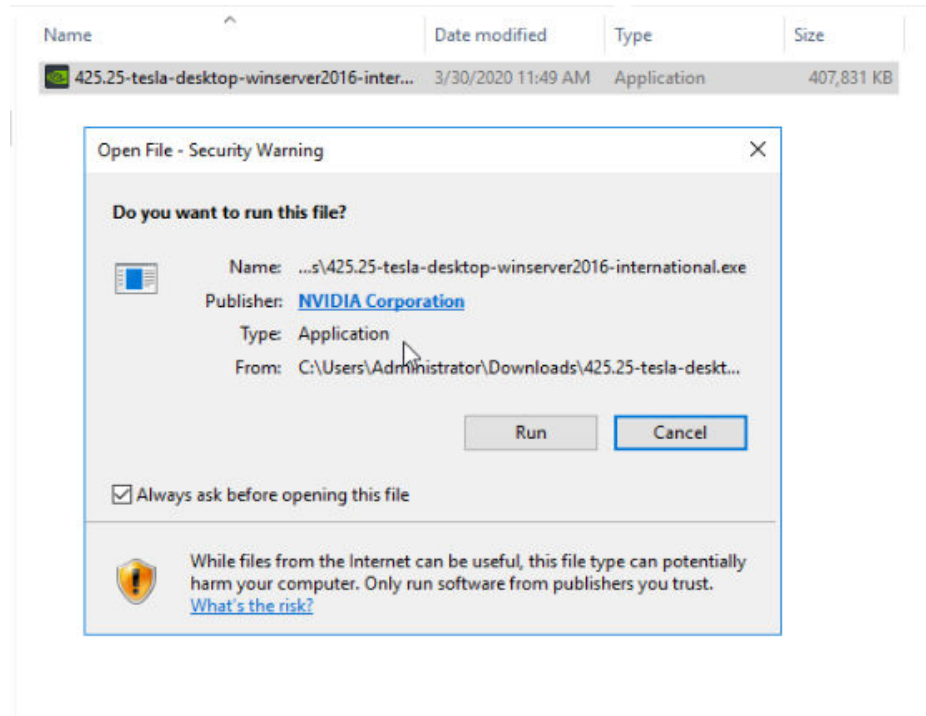 Name Date modified Type Size
425.25-tesla-desktop-winserver2016-inter... 3/30/2020 11:49 AM Application 407,831 KB
Open File - Security Warning
Do you want to run this file?
Name: ...s\425.25-tesla-desktop-winserver2016-international.exe
Publisher: NVIDIA Corporation
Type: Application
From: C:\Users\Administrator\Downloads\425.25-tesla-deskt...
Run Cancel
Always ask before opening this file
While files from the Internet can be useful, this file type can potentially
harm your computer. Only run software from publishers you trust.
What's the risk?